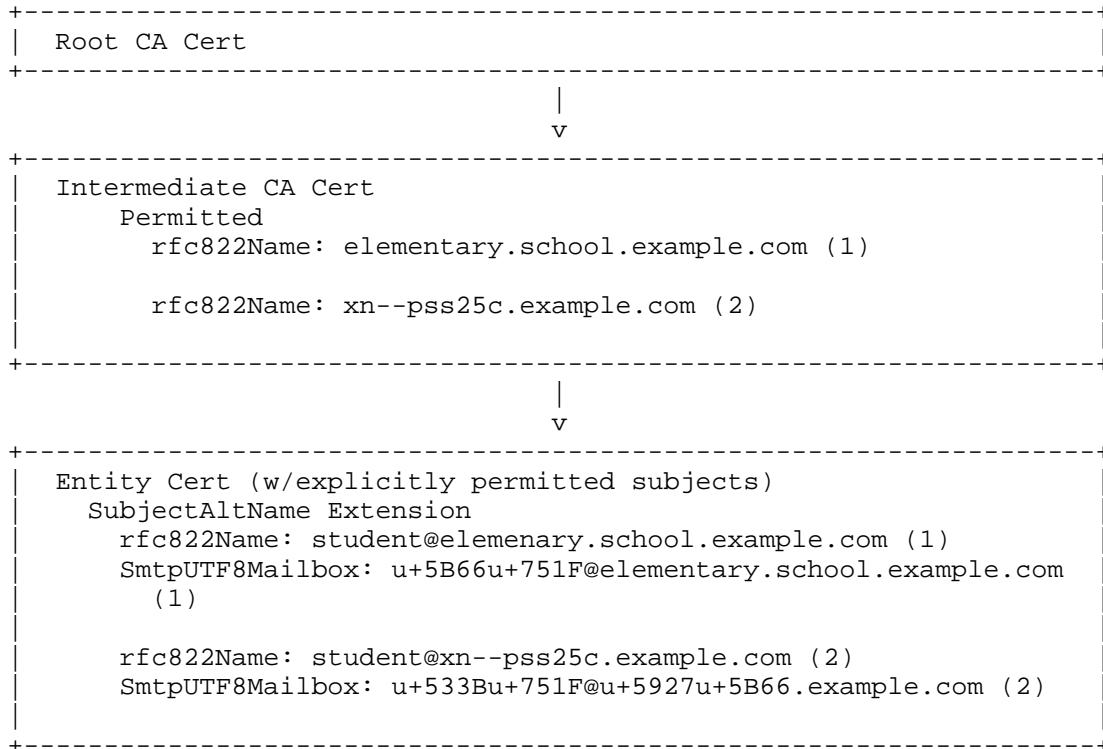 Root CA Cert
v
Intermediate CA Cert
Permitted
rfc822Name: elementary.school.example.com (1)
rfc822Name: xn--pss25c.example.com (2)
v
Entity Cert (w/explicitly permitted subjects)
SubjectAltName Extension
rfc822Name: student@elemenary.school.example.com (1)
SmtpUTF8Mailbox: u+5B66u+751F@elementary.school.example.com
(1)
rfc822Name: student@xn--pss25c.example.com (2)
SmtpUTF8Mailbox: u+533Bu+751F@u+5927u+5B66.example.com (2)